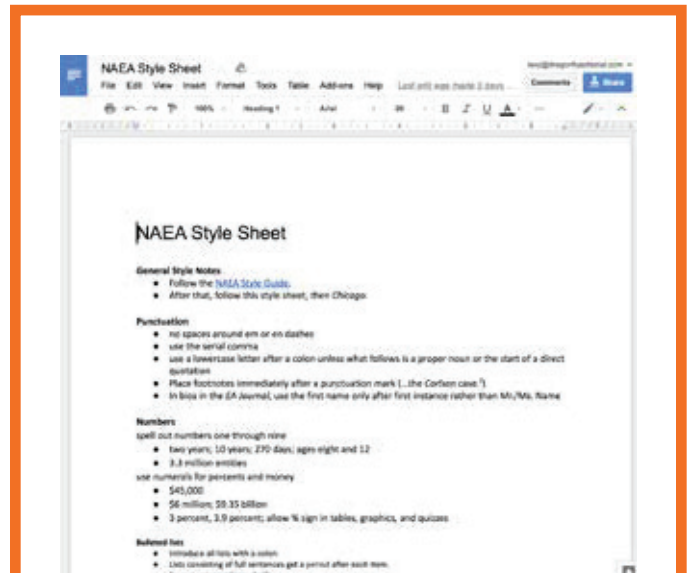 NAEA Style Sheet
File Edit View Insert Format Tools Table Add-ons Help Last edit was made 2 days Comments Share
100% Heading 1 Arial 20 B I U A
NAEA Style Sheet
General Style Notes
● Follow the NAEA Style Guide.
● After that, follow this style sheet, then Chicago.
Punctuation
● no spaces around em or en dashes
● use the serial comma
● use a lowercase letter after a colon unless what follows is a proper noun or the start of a direct
quotation
● Place footnotes immediately after a punctuation mark (…the Carlson case.¹)
● In bios in the EA Journal, use the first name only after first instance rather than Mr./Ms. Name
Numbers
spell out numbers one through nine
● two years; 10 years; 270 days; ages eight and 12
● 3.3 million entities
use numerals for percents and money
● $45,000
● $6 million; $9.35 billion
● 3 percent, 3.9 percent; allow % sign in tables, graphics, and quizzes
Bulleted lists
● Introduce all lists with a colon
● Lists consisting of full sentences get a period after each item.